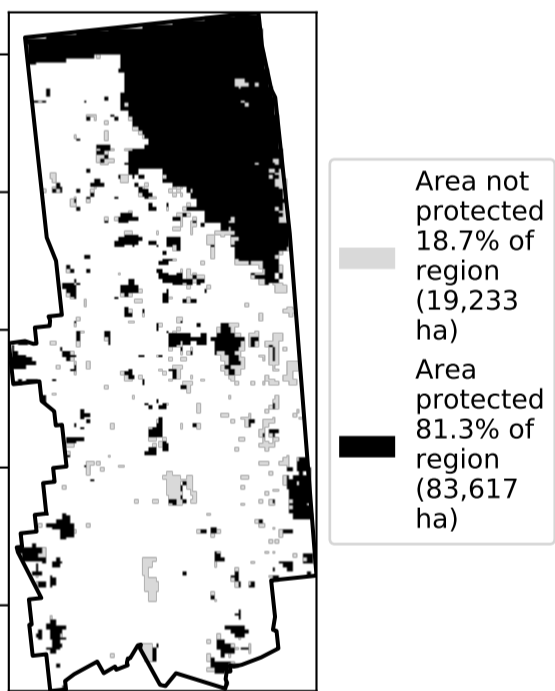 Area not
protected
18.7% of
region
(19,233
ha)
Area
protected
81.3% of
region
(83,617
ha)